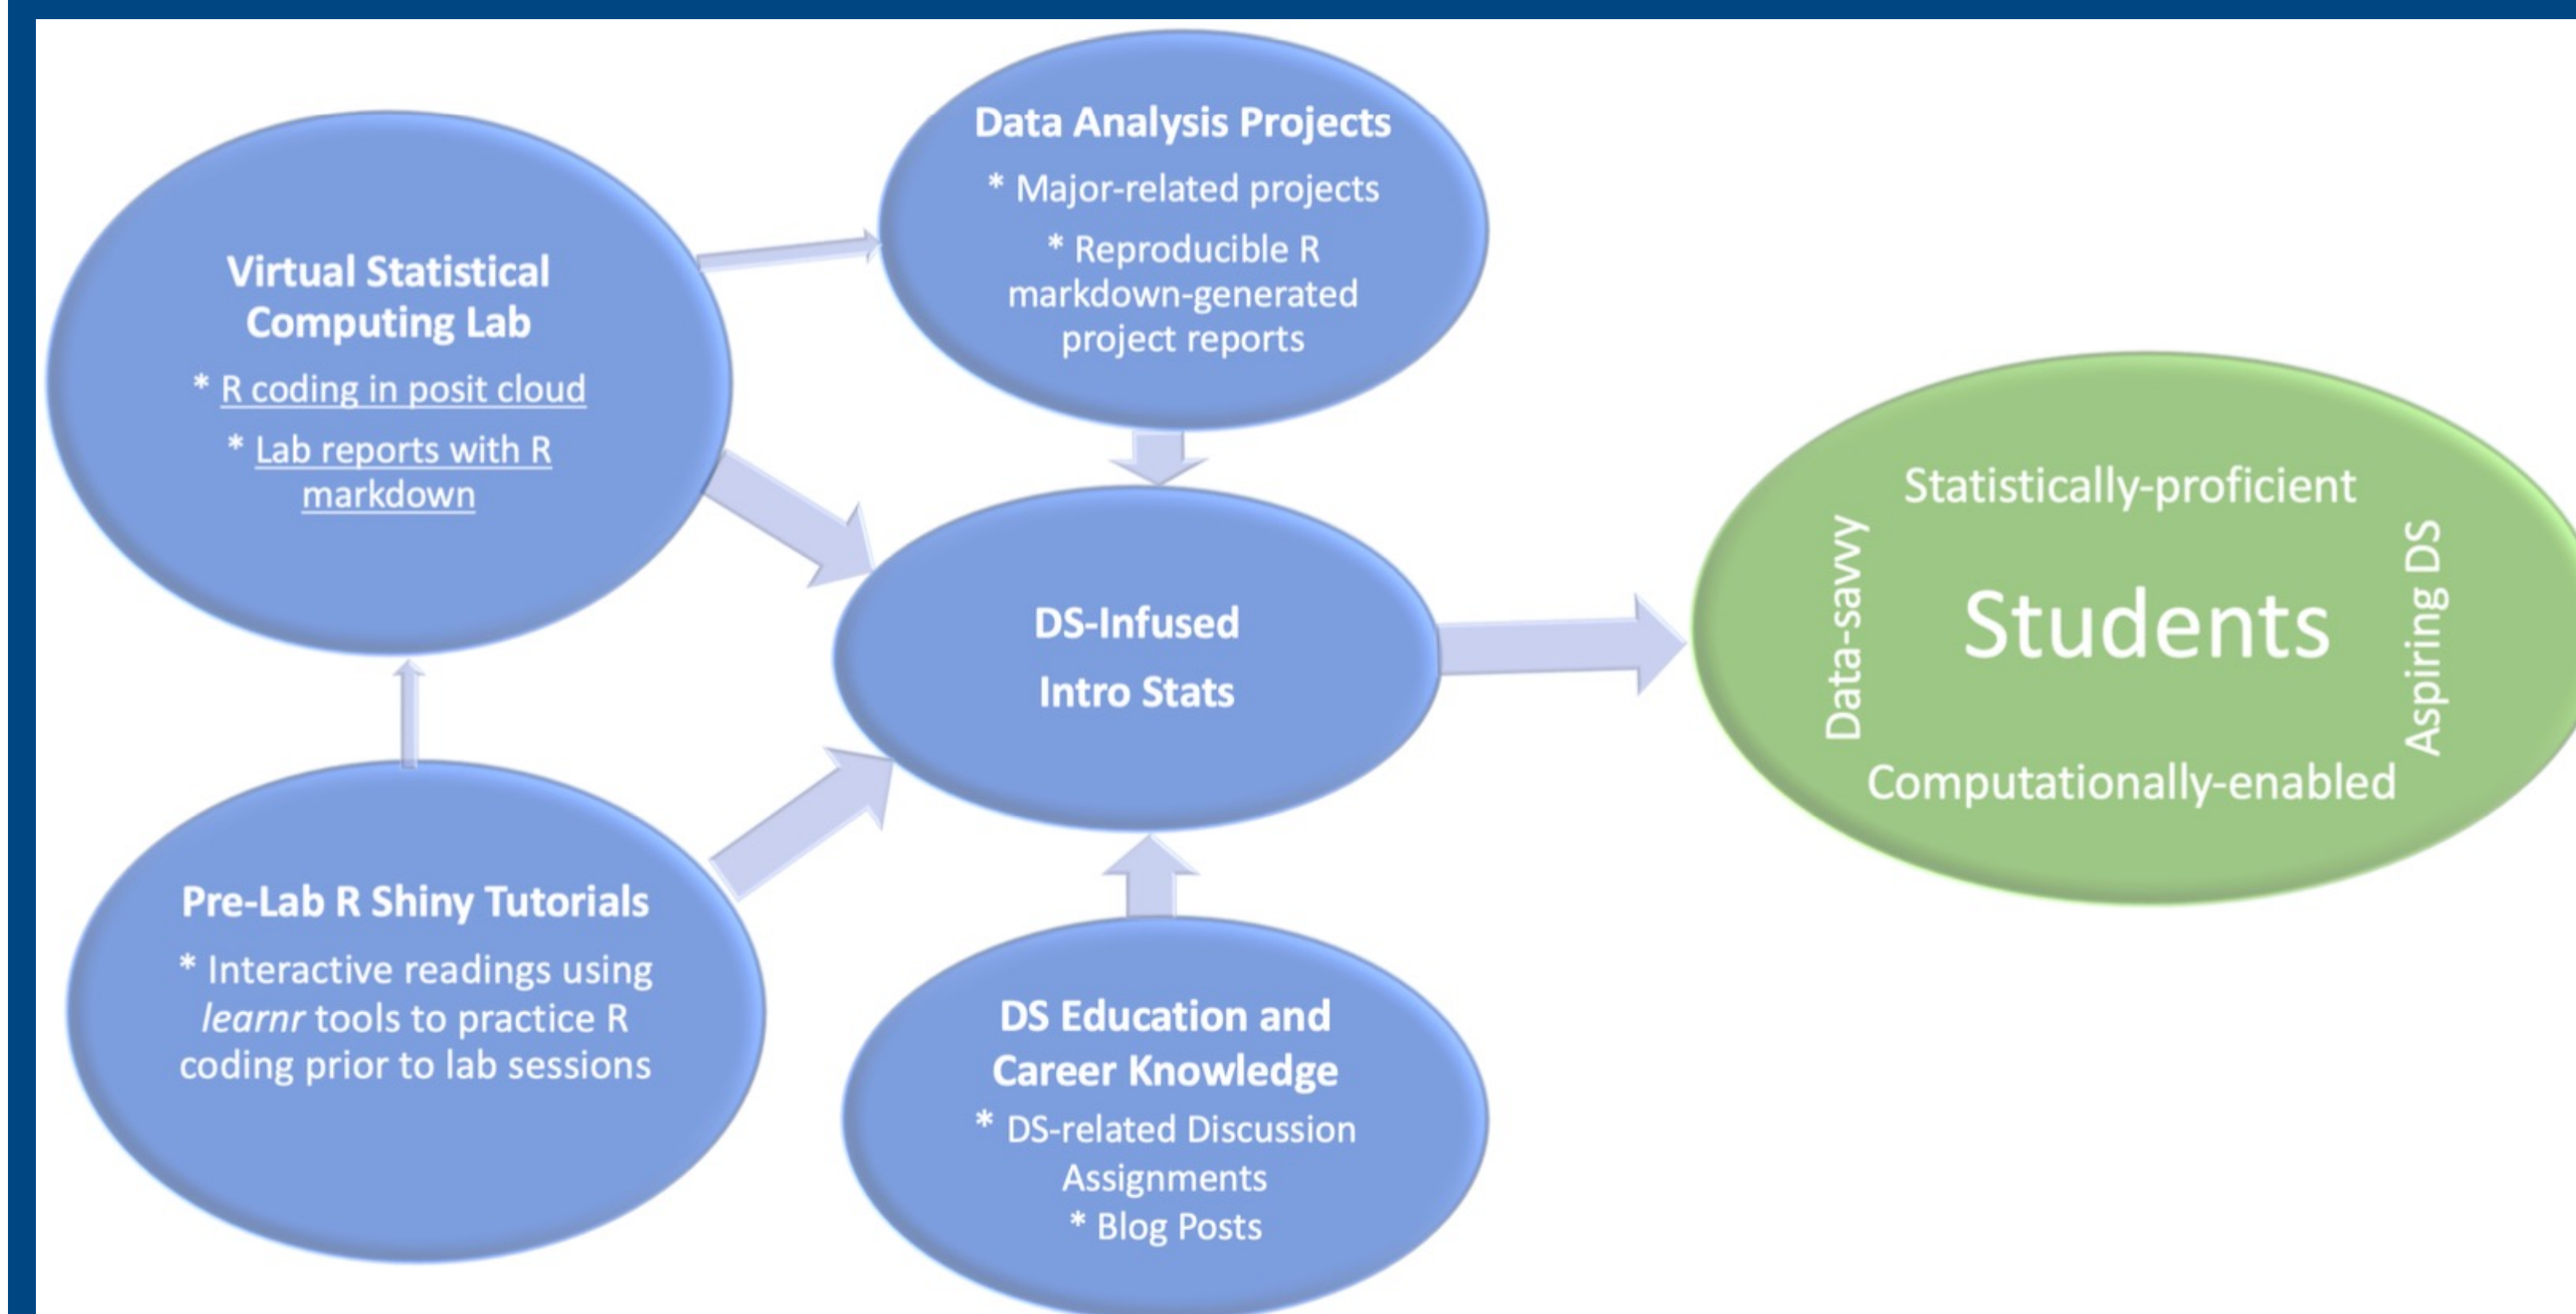 Virtual Statistical
Computing Lab
* R coding in posit cloud
* Lab reports with R
markdown
Data Analysis Projects
* Major-related projects
* Reproducible R
markdown-generated
project reports
Pre-Lab R Shiny Tutorials
* Interactive readings using
learnr tools to practice R
coding prior to lab sessions
DS-Infused
Intro Stats
DS Education and
Career Knowledge
* DS-related Discussion
Assignments
* Blog Posts
Statistically-proficient
Data-savvy
Students
Aspiring DS
Computationally-enabled